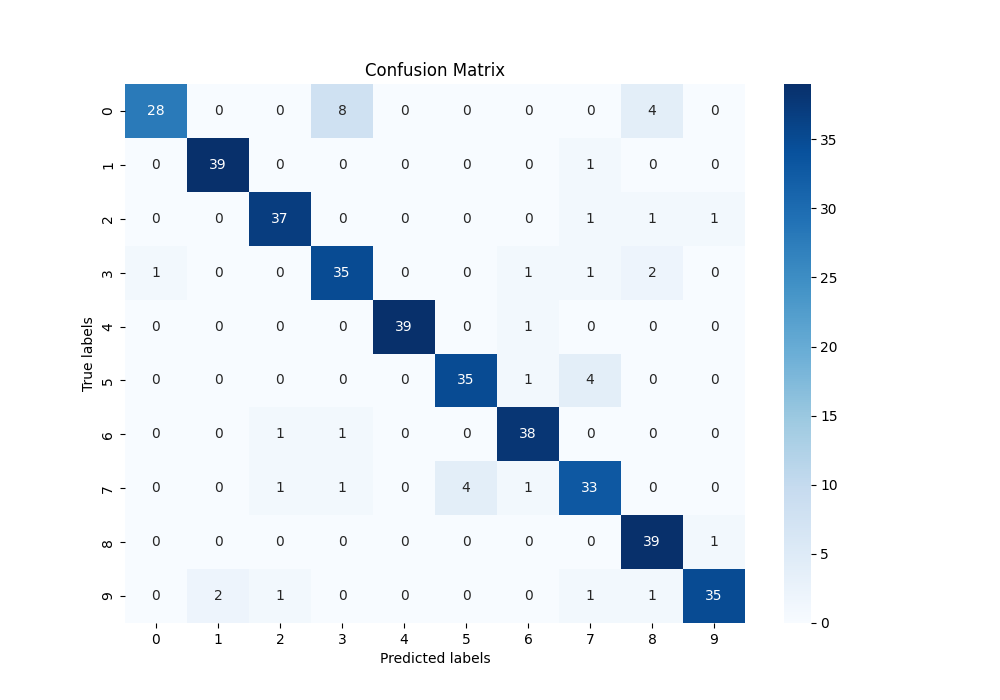 Confusion Matrix
0 28 0 0 8 0 0 0 0 4 0
1 0 39 0 0 0 0 0 1 0 0
2 0 0 37 0 0 0 0 1 1 1
3 1 0 0 35 0 0 1 1 2 0
4 0 0 0 0 39 0 1 0 0 0
5 0 0 0 0 0 35 1 4 0 0
6 0 0 1 1 0 0 38 0 0 0
7 0 0 1 1 0 4 1 33 0 0
8 0 0 0 0 0 0 0 0 39 1
9 0 2 1 0 0 0 0 1 1 35
0 1 2 3 4 5 6 7 8 9
Predicted labels
True labels
35
30
25
20
15
10
5
0